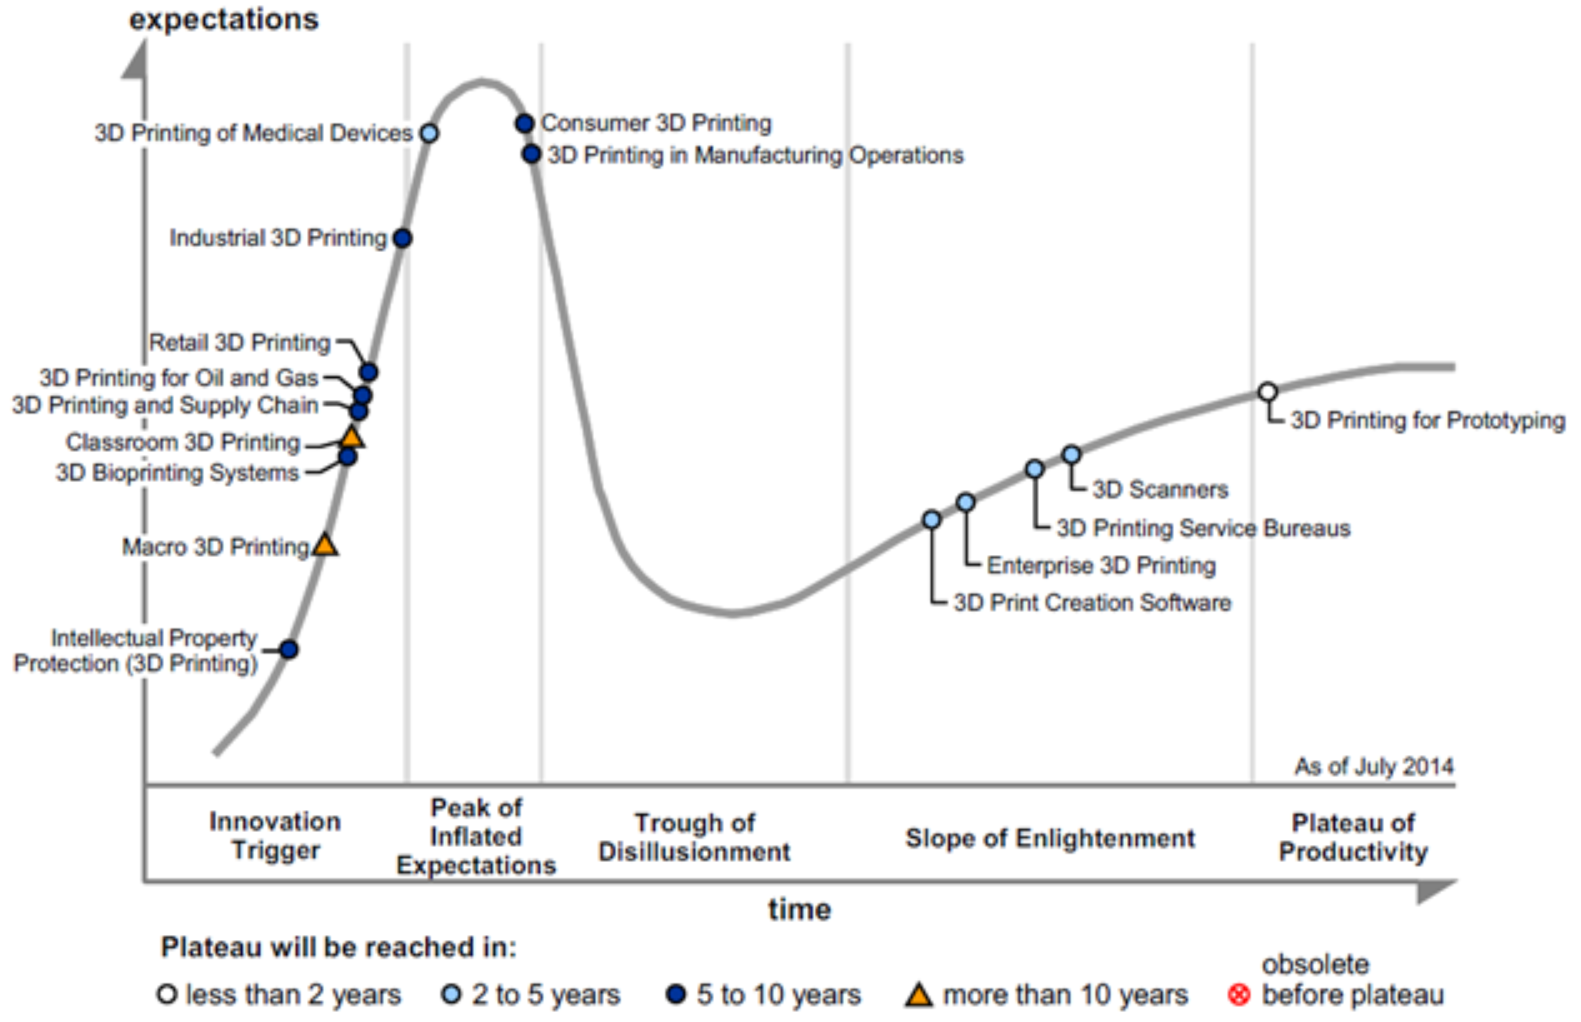 expectations
3D Printing of Medical Devices
Consumer 3D Printing
3D Printing in Manufacturing Operations
Industrial 3D Printing
Retail 3D Printing
3D Printing for Oil and Gas
3D Printing and Supply Chain
Classroom 3D Printing
3D Bioprinting Systems
Macro 3D Printing
Intellectual Property
Protection (3D Printing)
3D Printing for Prototyping
3D Scanners
3D Printing Service Bureaus
Enterprise 3D Printing
3D Print Creation Software
As of July 2014
Innovation
Trigger
Peak of
Inflated
Expectations
Trough of
Disillusionment
Slope of Enlightenment
Plateau of
Productivity
time
Plateau will be reached in:
less than 2 years
2 to 5 years
5 to 10 years
more than 10 years
obsolete
before plateau